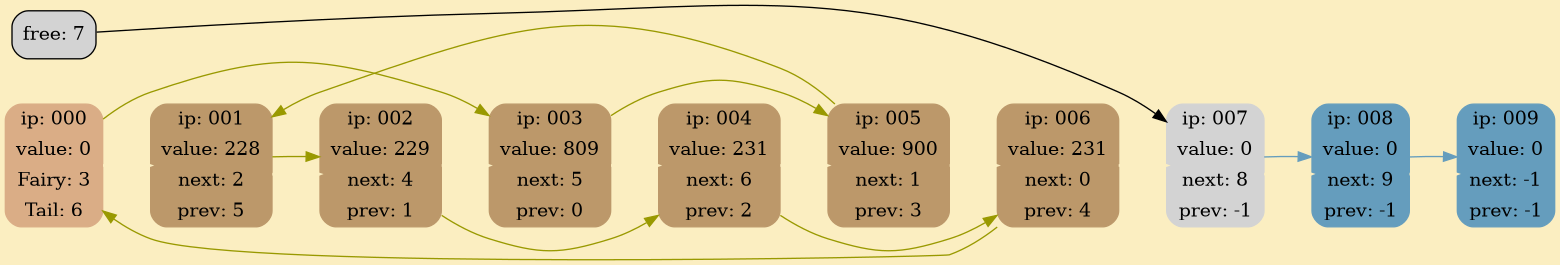 free: 7
ip: 000
value: 0
Fairy: 3
Tail: 6
ip: 001
value: 228
next: 2
prev: 5
ip: 002
value: 229
next: 4
prev: 1
ip: 003
value: 809
next: 5
prev: 0
ip: 004
value: 231
next: 6
prev: 2
ip: 005
value: 900
next: 1
prev: 3
ip: 006
value: 231
next: 0
prev: 4
ip: 007
value: 0
next: 8
prev: -1
ip: 008
value: 0
next: 9
prev: -1
ip: 009
value: 0
next: -1
prev: -1